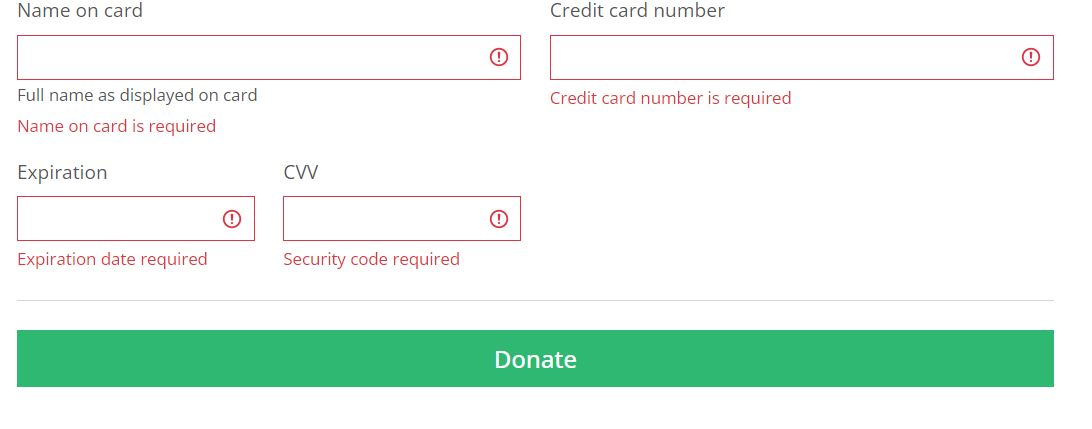 Name on card
Credit card number
Full name as displayed on card
Name on card is required
Credit card number is required
Expiration
CVV
Expiration date required
Security code required
Donate